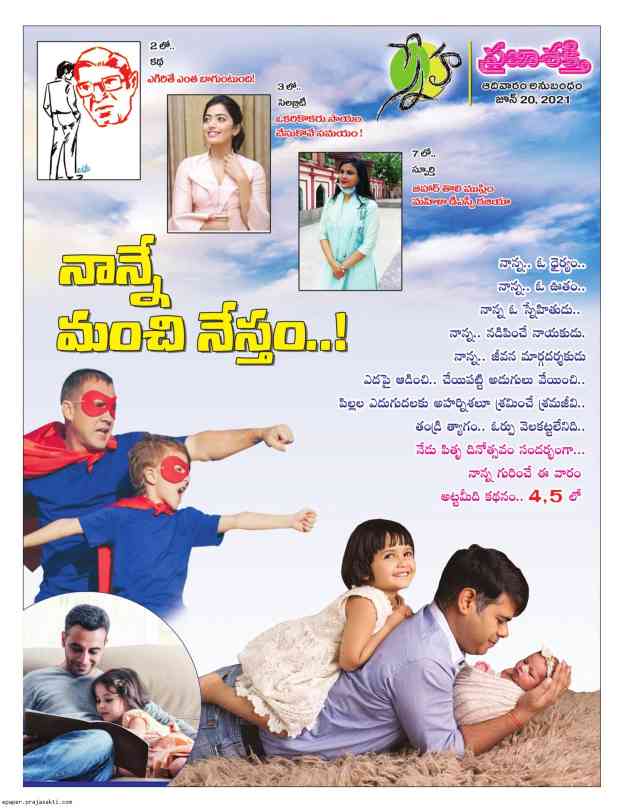 2 లో..
కథ
ఎగిరితే ఎంత బాగుంటుంది!
3 లో..
సెలబ్రిటీ
ఒకరికొకరు సాయం
చేసుకొనే సమయం!
7 లో..
స్ఫూర్తి
బీహార్ తొలి ముస్లిం
మహిళా డీఎస్పీ రజియా
స్నేహ
ప్రజాశక్తి
ఆదివారం అనుబంధం
జూన్ 20, 2021
నాన్నే
మంచి నేస్తం..!
నాన్న.. ఓ ధైర్యం..
నాన్న.. ఓ ఊతం..
నాన్న ఓ స్నేహితుడు..
నాన్న.. నడిపించే నాయకుడు.
నాన్న.. జీవన మార్గదర్శకుడు
ఎదపై ఆడించి.. చేయిపట్టి అడుగులు వేయించి..
పిల్లల ఎదుగుదలకు అహర్నిశలూ శ్రమించే శ్రమజీవి..
తండ్రి త్యాగం.. ఓర్పు వెలకట్టలేనిది..
నేడు పితృ దినోత్సవం సందర్భంగా...
నాన్న గురించే ఈ వారం
అట్టమీది కథనం.. 4,5 లో
epaper.prajasakti.com